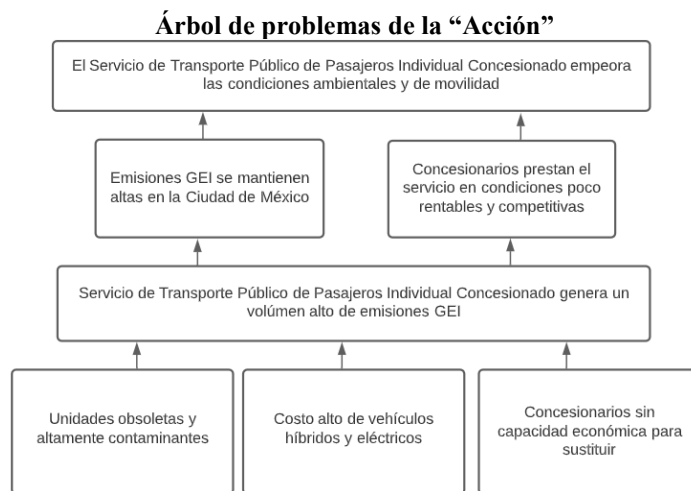 Árbol de problemas de la “Acción”
El Servicio de Transporte Público de Pasajeros Individual Concesionado empeora
las condiciones ambientales y de movilidad
Emisiones GEI se mantienen
altas en la Ciudad de México
Concesionarios prestan el
servicio en condiciones poco
rentables y competitivas
Servicio de Transporte Público de Pasajeros Individual Concesionado genera un
volúmen alto de emisiones GEI
Unidades obsoletas y
altamente contaminantes
Costo alto de vehículos
híbridos y eléctricos
Concesionarios sin
capacidad económica para
sustituir